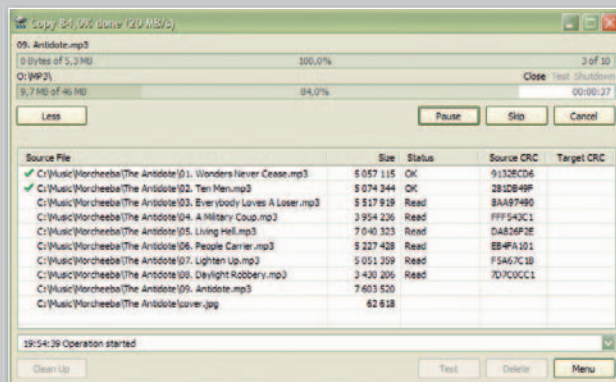 Copy 84,0% done (20 MB/s)
09. Antidote.mp3
0 Bytes of 5,3 MB 100,0% 3 of 10
O:\MP3\ Close Test Shutdown
9,7 MB of 46 MB 84,0% 00:00:37
Less Pause Skip Cancel
Source File Size Status Source CRC Target CRC
C:\Music\Morcheeba\The Antidote\01. Wonders Never Cease.mp3 5 057 115 OK 9132ECD6
C:\Music\Morcheeba\The Antidote\02. Ten Men.mp3 5 074 344 OK 281DB49F
C:\Music\Morcheeba\The Antidote\03. Everybody Loves A Loser.mp3 5 517 919 Read 8AA97490
C:\Music\Morcheeba\The Antidote\04. A Military Coup.mp3 3 954 236 Read FFF543C1
C:\Music\Morcheeba\The Antidote\05. Living Hell.mp3 7 040 323 Read DA826F2E
C:\Music\Morcheeba\The Antidote\06. People Carrier.mp3 5 227 428 Read EB4FA101
C:\Music\Morcheeba\The Antidote\07. Lighten Up.mp3 5 051 359 Read F5A67C1B
C:\Music\Morcheeba\The Antidote\08. Daylight Robbery.mp3 3 430 206 Read 7D7C0CC1
C:\Music\Morcheeba\The Antidote\09. Antidote.mp3 7 603 520
C:\Music\Morcheeba\The Antidote\cover.jpg 62 618
19:54:39 Operation started
Clean Up Test Delete Menu